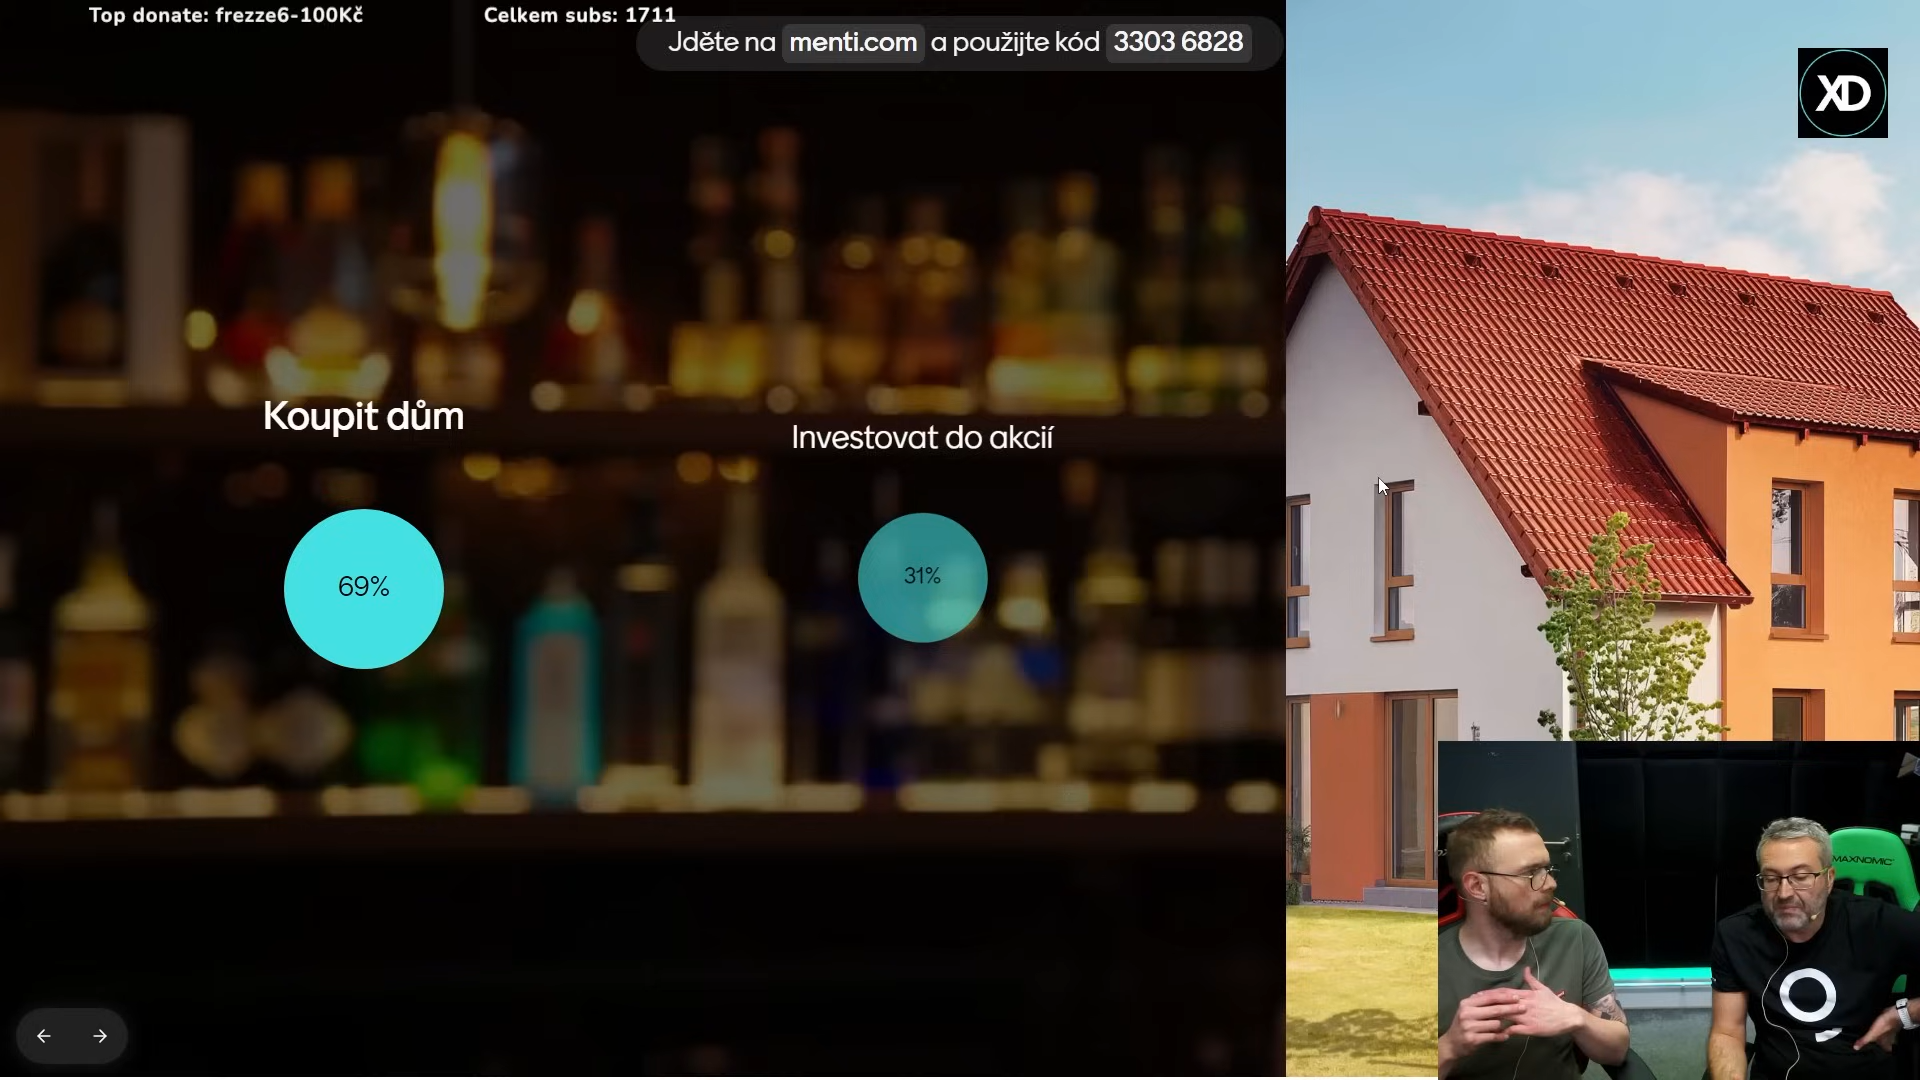 Top donate: frezze6-100Kč
Celkem subs: 1711
Jděte na menti.com a použijte kód 3303 6828
XD
Koupit dům
Investovat do akcií
69%
31%
MAXNOMIC